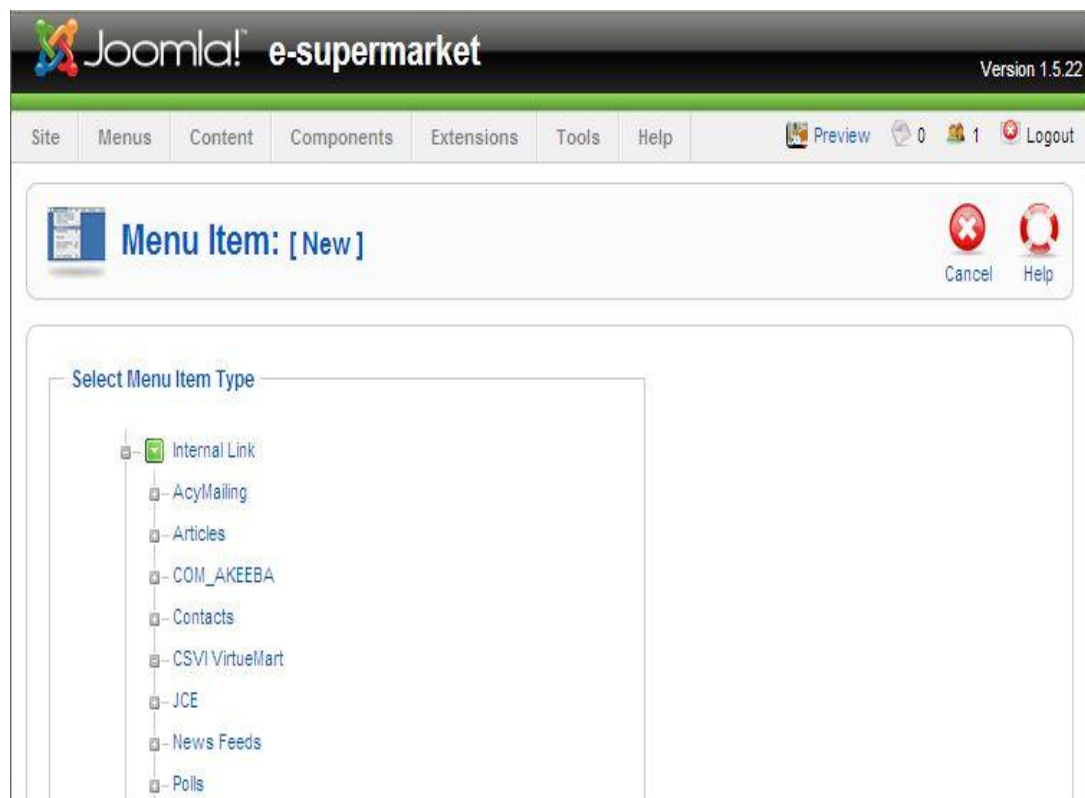 Joomla! e-supermarket
Version 1.5.22
Site Menus Content Components Extensions Tools Help Preview 0 1 Logout
Menu Item: [ New ]
Cancel Help
Select Menu Item Type
Internal Link
AcyMailing
Articles
COM_AKEEBA
Contacts
CSVI VirtueMart
JCE
News Feeds
Polls